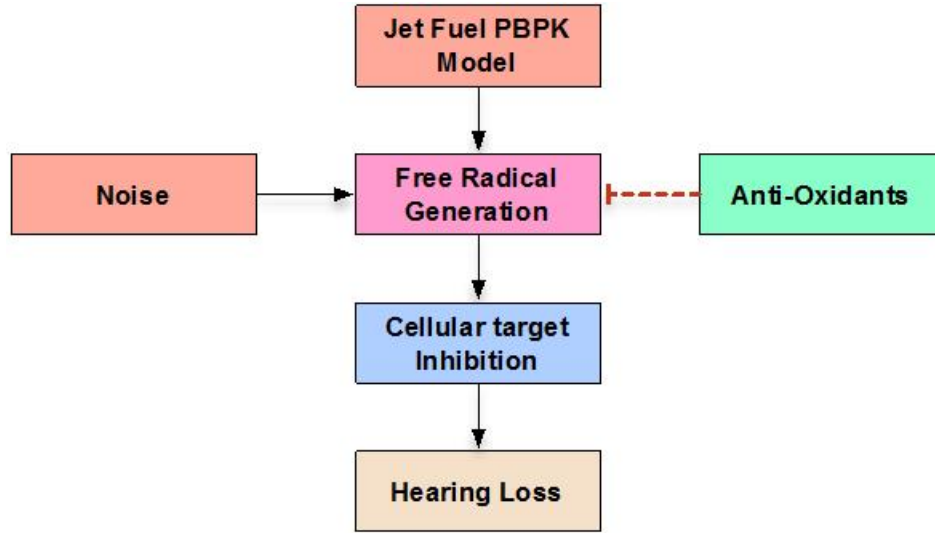 Jet Fuel PBPK
Model
Noise
Free Radical
Generation
Anti-Oxidants
Cellular target
Inhibition
Hearing Loss